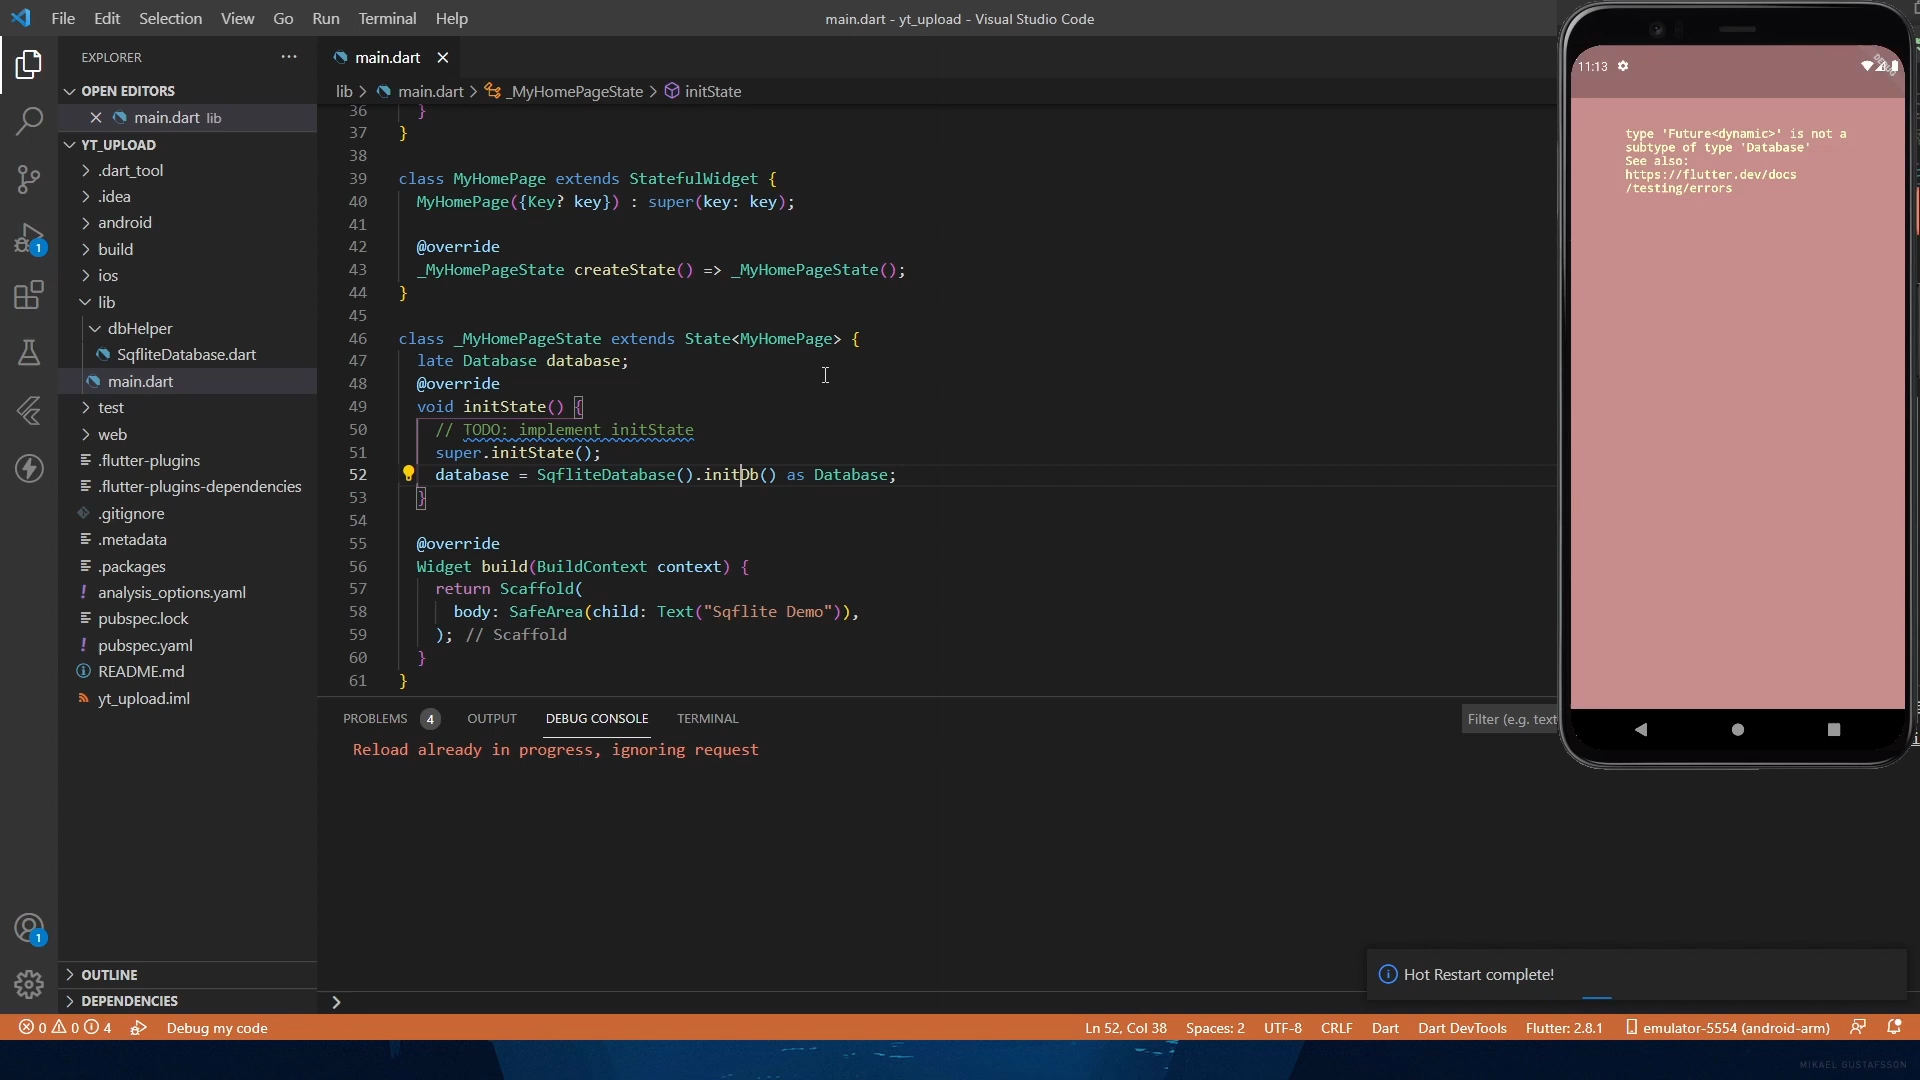 File Edit Selection View Go Run Terminal Help
main.dart - yt_upload - Visual Studio Code
EXPLORER
OPEN EDITORS
main.dart lib
YT_UPLOAD
.dart_tool
.idea
android
build
ios
lib
dbHelper
SqfliteDatabase.dart
main.dart
test
web
.flutter-plugins
.flutter-plugins-dependencies
.gitignore
.metadata
.packages
analysis_options.yaml
pubspec.lock
pubspec.yaml
README.md
yt_upload.iml
OUTLINE
DEPENDENCIES
1
1
main.dart
lib > main.dart > _MyHomePageState > initState
36 }
37 }
38
39 class MyHomePage extends StatefulWidget {
40 MyHomePage({Key? key}) : super(key: key);
41
42 @override
43 _MyHomePageState createState() => _MyHomePageState();
44 }
45
46 class _MyHomePageState extends State<MyHomePage> {
47 late Database database;
48 @override
49 void initState() {
50 // TODO: implement initState
51 super.initState();
52 database = SqfliteDatabase().initDb() as Database;
53 }
54
55 @override
56 Widget build(BuildContext context) {
57 return Scaffold(
58 body: SafeArea(child: Text("Sqflite Demo")),
59 ); // Scaffold
60 }
61 }
PROBLEMS 4 OUTPUT DEBUG CONSOLE TERMINAL
Filter (e.g. text
Reload already in progress, ignoring request
11:13
type 'Future<dynamic>' is not a
subtype of type 'Database'
See also:
https://flutter.dev/docs
/testing/errors
Hot Restart complete!
0 0 4 Debug my code
Ln 52, Col 38 Spaces: 2 UTF-8 CRLF Dart Dart DevTools Flutter: 2.8.1 emulator-5554 (android-arm)
MIKAEL GUSTAFSSON